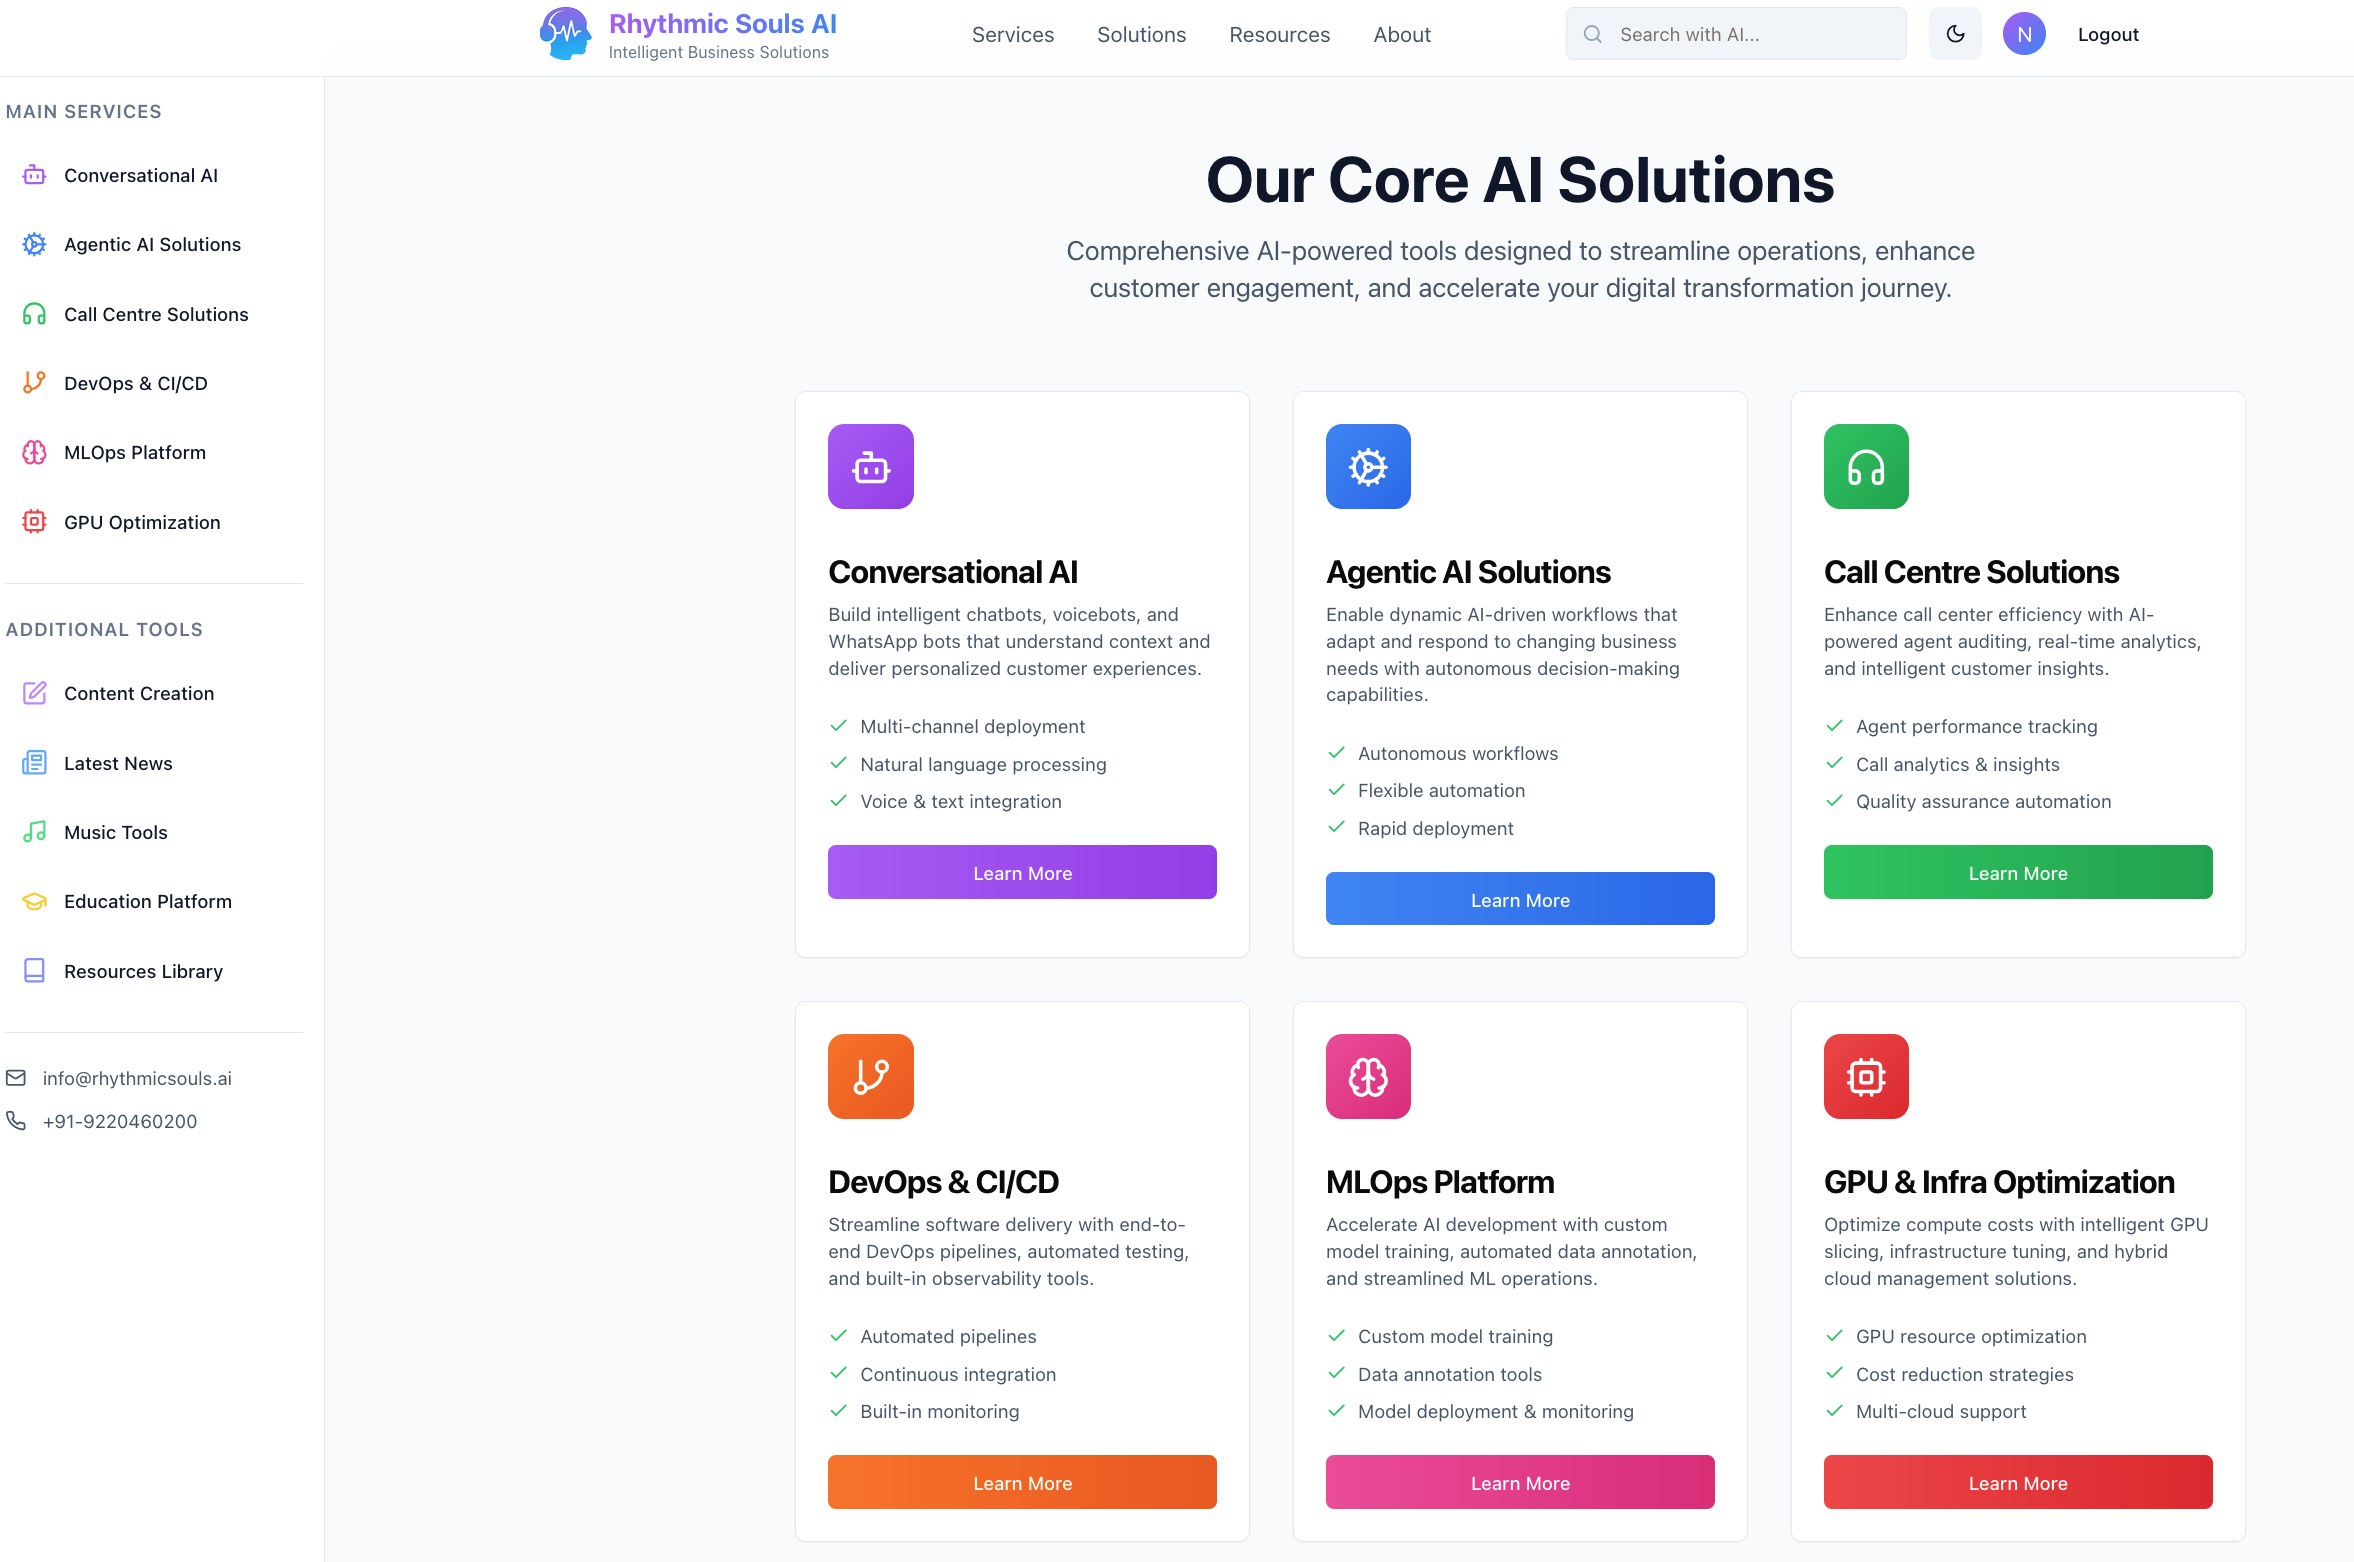 Rhythmic Souls AI
Intelligent Business Solutions
Services
Solutions
Resources
About
Search with AI...
N
Logout
MAIN SERVICES
Conversational AI
Agentic AI Solutions
Call Centre Solutions
DevOps & CI/CD
MLOps Platform
GPU Optimization
ADDITIONAL TOOLS
Content Creation
Latest News
Music Tools
Education Platform
Resources Library
info@rhythmicsouls.ai
+91-9220460200
Our Core AI Solutions
Comprehensive AI-powered tools designed to streamline operations, enhance
customer engagement, and accelerate your digital transformation journey.
Conversational AI
Build intelligent chatbots, voicebots, and
WhatsApp bots that understand context and
deliver personalized customer experiences.
Multi-channel deployment
Natural language processing
Voice & text integration
Learn More
Agentic AI Solutions
Enable dynamic AI-driven workflows that
adapt and respond to changing business
needs with autonomous decision-making
capabilities.
Autonomous workflows
Flexible automation
Rapid deployment
Learn More
Call Centre Solutions
Enhance call center efficiency with AI-
powered agent auditing, real-time analytics,
and intelligent customer insights.
Agent performance tracking
Call analytics & insights
Quality assurance automation
Learn More
DevOps & CI/CD
Streamline software delivery with end-to-
end DevOps pipelines, automated testing,
and built-in observability tools.
Automated pipelines
Continuous integration
Built-in monitoring
Learn More
MLOps Platform
Accelerate AI development with custom
model training, automated data annotation,
and streamlined ML operations.
Custom model training
Data annotation tools
Model deployment & monitoring
Learn More
GPU & Infra Optimization
Optimize compute costs with intelligent GPU
slicing, infrastructure tuning, and hybrid
cloud management solutions.
GPU resource optimization
Cost reduction strategies
Multi-cloud support
Learn More